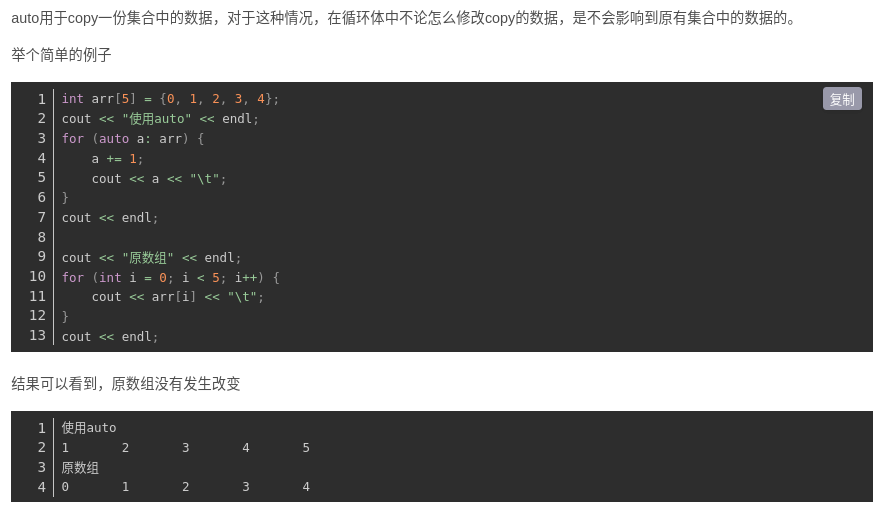 auto用于copy一份集合中的数据，对于这种情况，在循环体中不论怎么修改copy的数据，是不会影响到原有集合中的数据的。
举个简单的例子
复制
1 int arr[5] = {0, 1, 2, 3, 4};
2 cout << "使用auto" << endl;
3 for (auto a: arr) {
4     a += 1;
5     cout << a << "\t";
6 }
7 cout << endl;
8
9 cout << "原数组" << endl;
10 for (int i = 0; i < 5; i++) {
11     cout << arr[i] << "\t";
12 }
13 cout << endl;
结果可以看到，原数组没有发生改变
1 使用auto
2 1       2       3       4       5
3 原数组
4 0       1       2       3       4